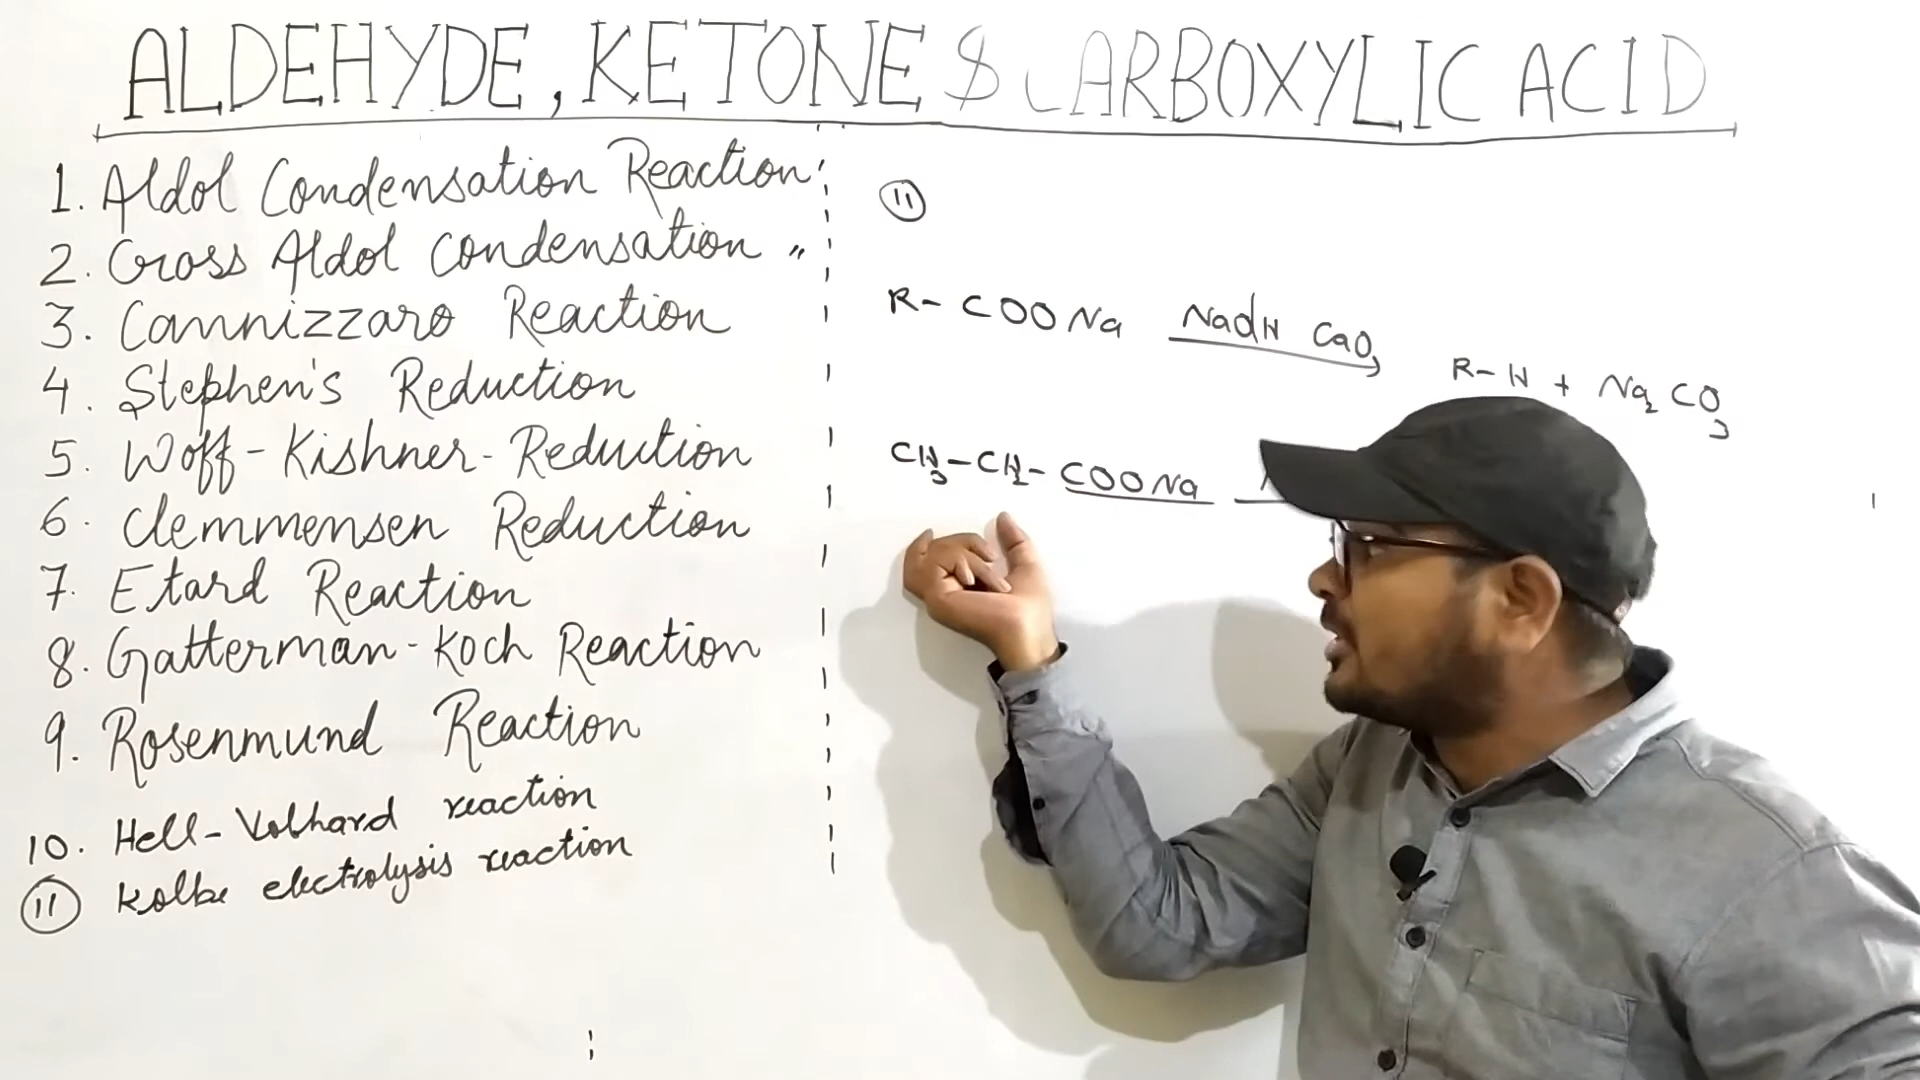 ALDEHYDE, KETONE $ CARBOXYLIC ACID
1. Aldol Condensation Reaction
2. Cross Aldol Condensation "
3. Cannizzaro Reaction
4. Stephen's Reduction
5. Woff-Kishner-Reduction
6. Clemmensen Reduction
7. Etard Reaction
8. Gatterman-Koch Reaction
9. Rosenmund Reaction
10. Hell-Volhard reaction
11 Kolbe electrolysis reaction
11
R-COONa NaOH CaO R-H + Na2CO3
CH3-CH2-COONa